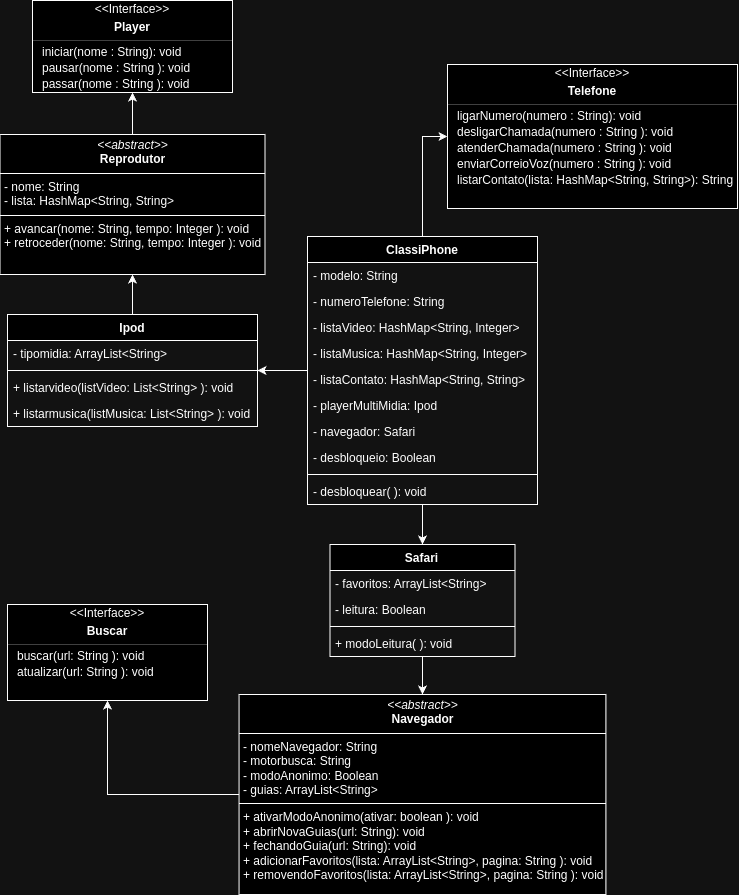 <<Interface>>
Player
iniciar(nome : String): void
pausar(nome : String ): void
passar(nome : String ): void
<<Interface>>
Telefone
ligarNumero(numero : String): void
desligarChamada(numero : String ): void
atenderChamada(numero : String ): void
enviarCorreioVoz(numero : String ): void
listarContato(lista: HashMap<String, String>): String
<<abstract>>
Reprodutor
- nome: String
- lista: HashMap<String, String>
+ avancar(nome: String, tempo: Integer ): void
+ retroceder(nome: String, tempo: Integer ): void
ClassiPhone
- modelo: String
- numeroTelefone: String
- listaVideo: HashMap<String, Integer>
- listaMusica: HashMap<String, Integer>
- listaContato: HashMap<String, String>
- playerMultiMidia: Ipod
- navegador: Safari
- desbloqueio: Boolean
- desbloquear( ): void
Ipod
- tipomidia: ArrayList<String>
+ listarvideo(listVideo: List<String> ): void
+ listarmusica(listMusica: List<String> ): void
Safari
- favoritos: ArrayList<String>
- leitura: Boolean
+ modoLeitura( ): void
<<Interface>>
Buscar
buscar(url: String ): void
atualizar(url: String ): void
<<abstract>>
Navegador
- nomeNavegador: String
- motorbusca: String
- modoAnonimo: Boolean
- guias: ArrayList<String>
+ ativarModoAnonimo(ativar: boolean ): void
+ abrirNovaGuias(url: String): void
+ fechandoGuia(url: String): void
+ adicionarFavoritos(lista: ArrayList<String>, pagina: String ): void
+ removendoFavoritos(lista: ArrayList<String>, pagina: String ): void